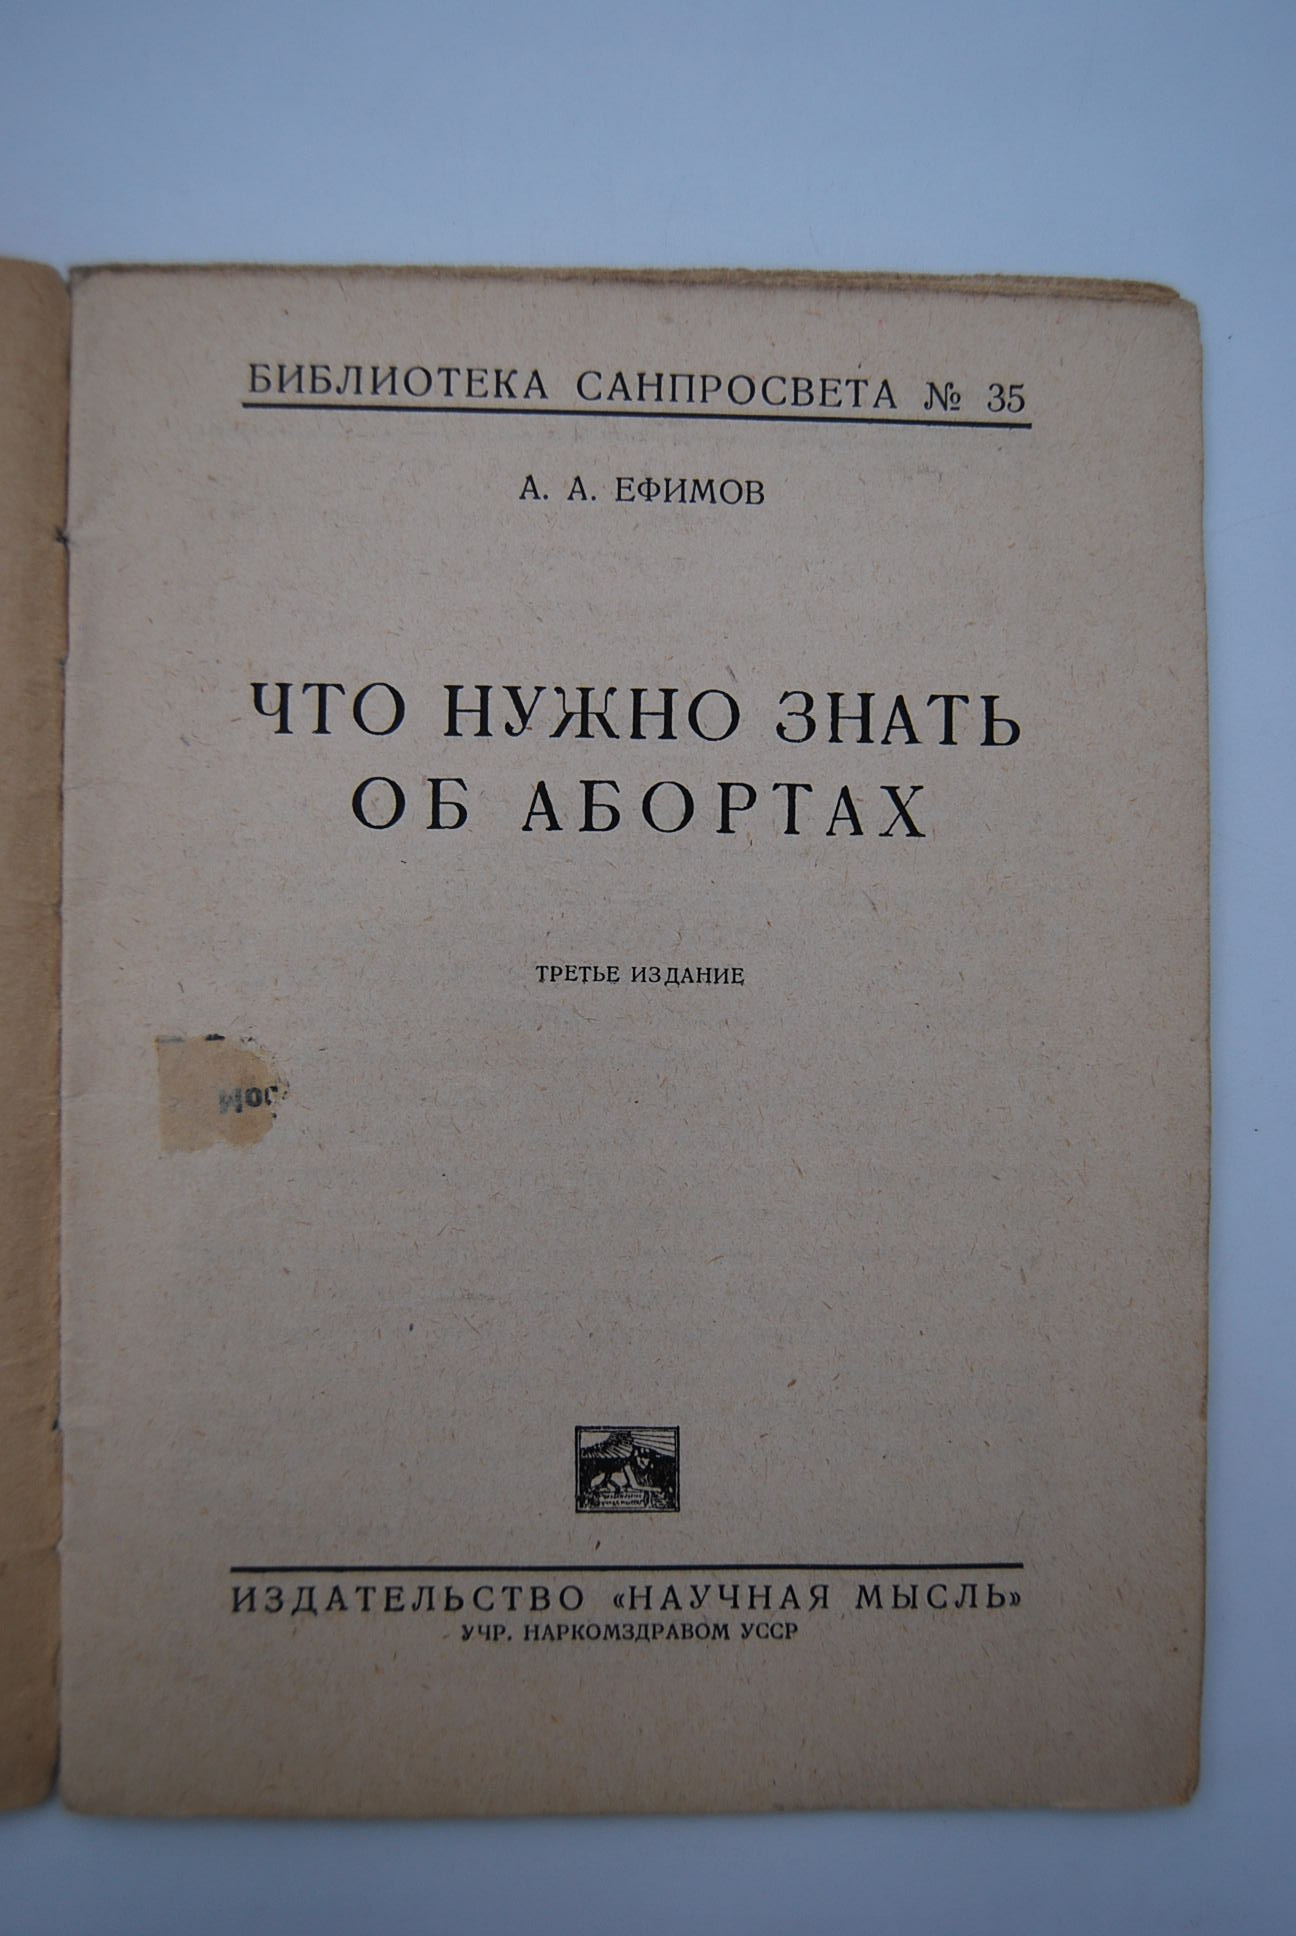 БИБЛИОТЕКА САНПРОСВЕТА № 35
А. А. ЕФИМОВ
ЧТО НУЖНО ЗНАТЬ
ОБ АБОРТАХ
ТРЕТЬЕ ИЗДАНИЕ
ИЗДАТЕЛЬСТВО «НАУЧНАЯ МЫСЛЬ»
УЧР. НАРКОМЗДРАВОМ УССР